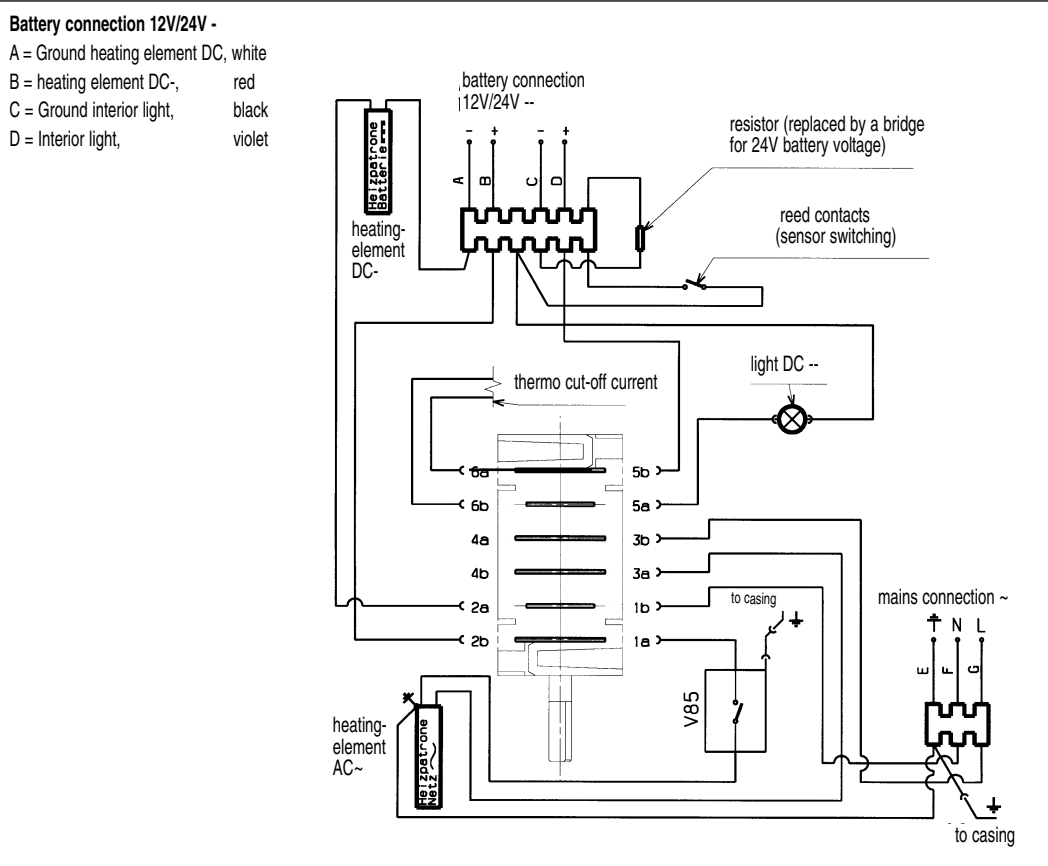 Battery connection 12V/24V -
A = Ground heating element DC, white
B = heating element DC-, red
C = Ground interior light, black
D = Interior light, violet
battery connection
12V/24V --
- + - +
A B C D
resistor (replaced by a bridge
for 24V battery voltage)
reed contacts
(sensor switching)
Heizpatrone
Batterie
heating-
element
DC-
light DC --
thermo cut-off current
6a 5b
6b 5a
4a 3b
4b 3a
2a 1b
2b 1a
to casing
mains connection ~
N L
E F G
V85
heating-
element
AC~
Heizpatrone
Netz
to casing